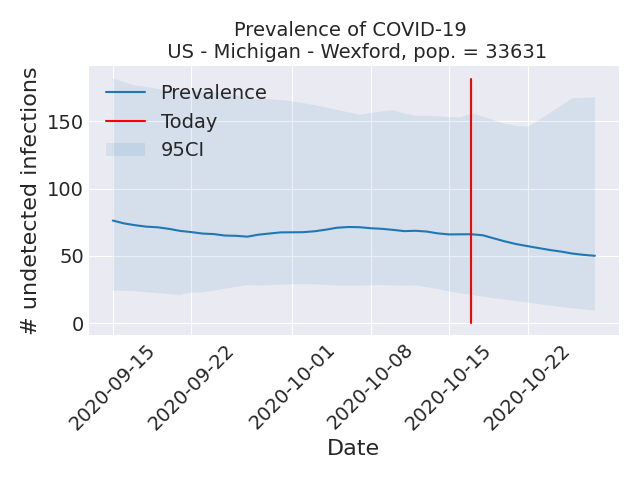 Prevalence of COVID-19
US - Michigan - Wexford, pop. = 33631
# undetected infections
150
100
50
0
Prevalence
Today
95CI
2020-09-15
2020-09-22
2020-10-01
2020-10-08
2020-10-15
2020-10-22
Date